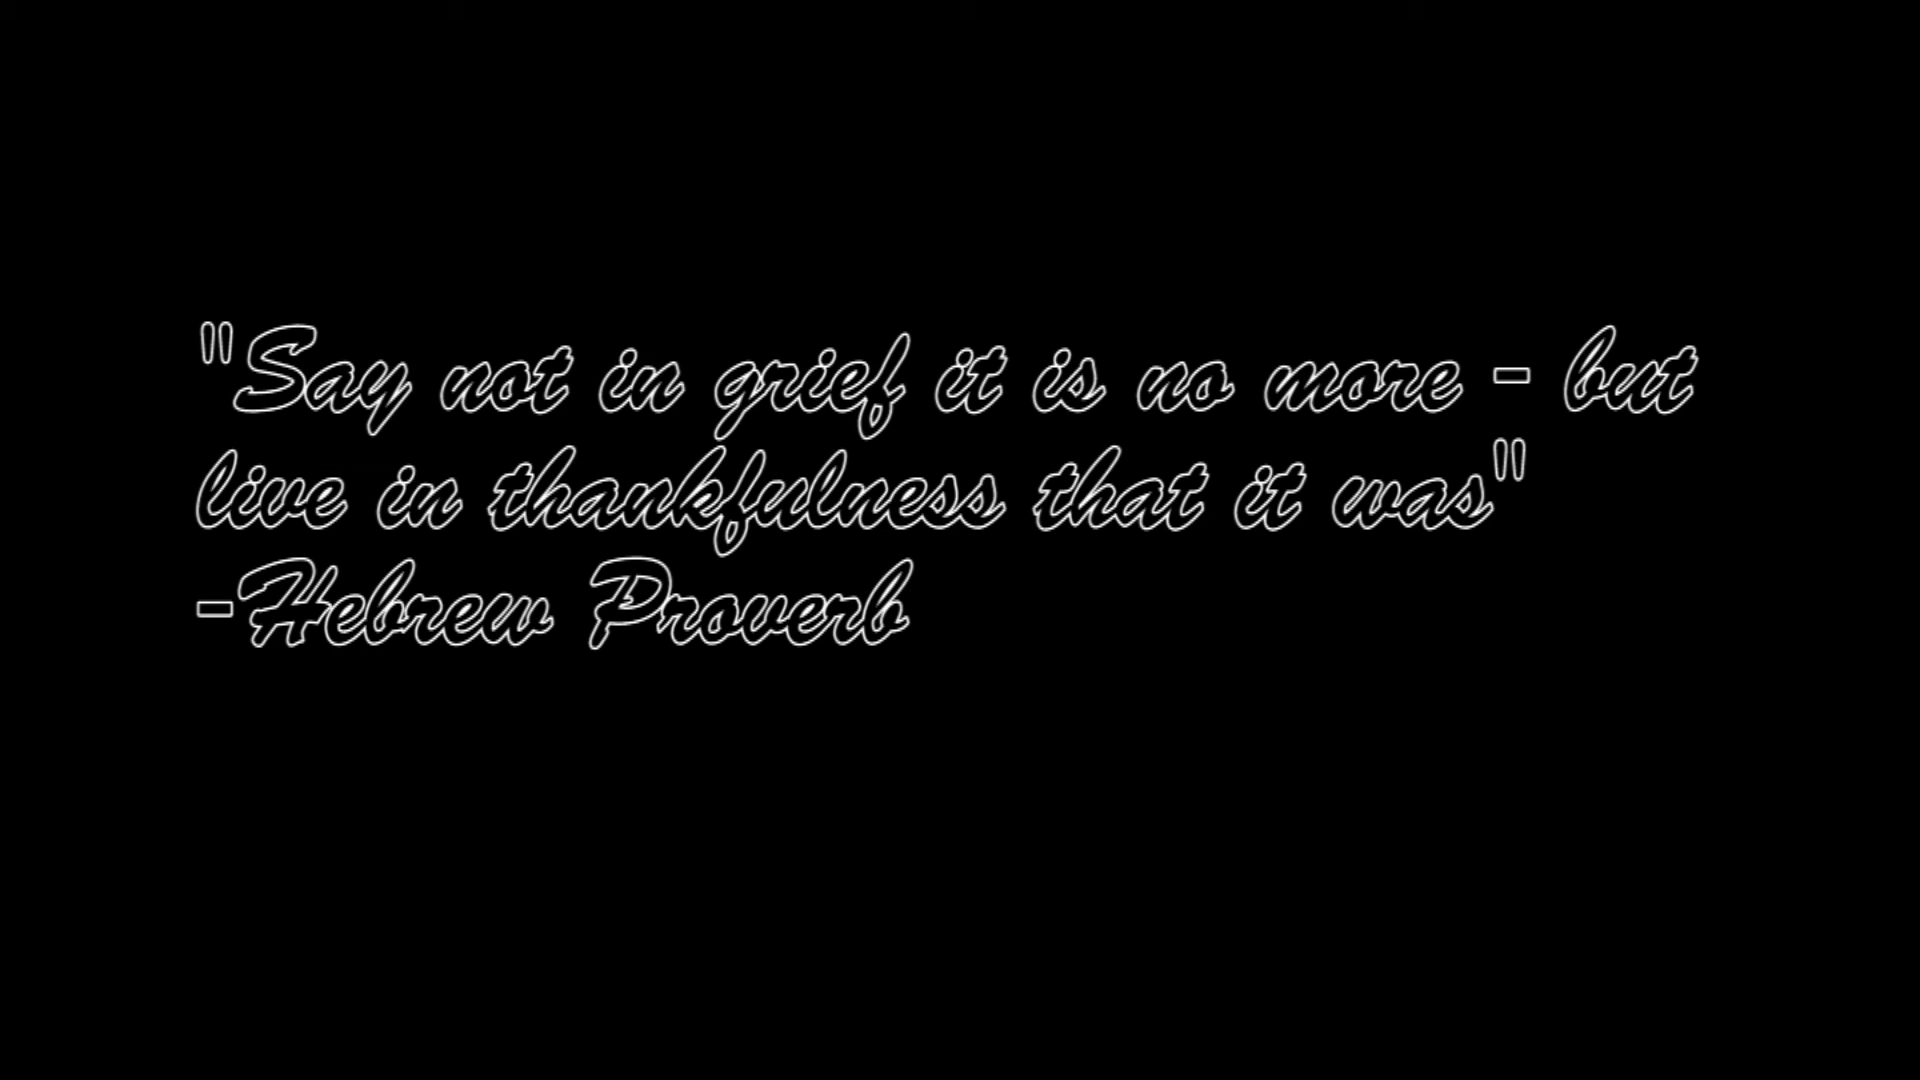 "Say not in grief it is no more - but
live in thankfulness that it was"
-Hebrew Proverb